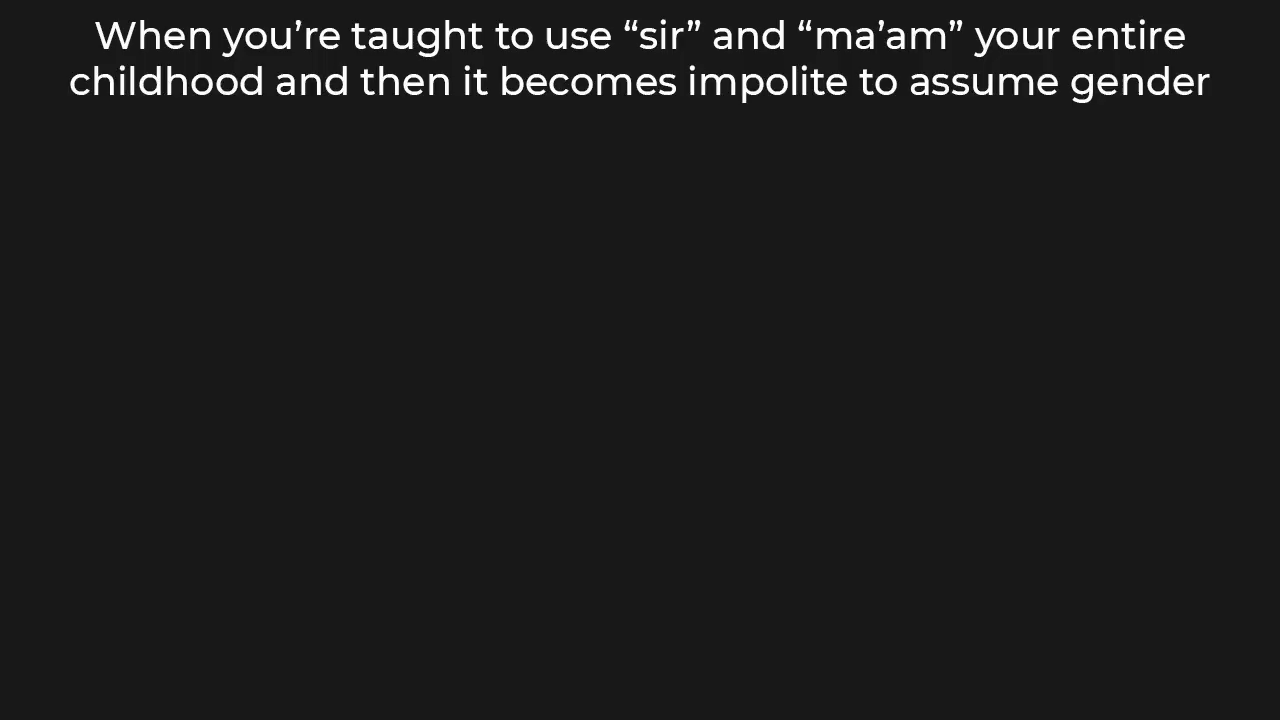 When you’re taught to use “sir” and “ma’am” your entire
childhood and then it becomes impolite to assume gender